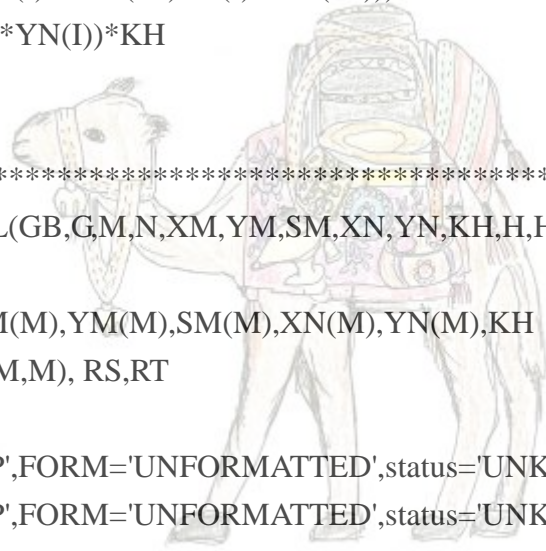 *YN(I))*KH
***************************************
L(GB,G,M,N,XM,YM,SM,XN,YN,KH,H,H
M(M),YM(M),SM(M),XN(M),YN(M),KH
M,M), RS,RT
P',FORM='UNFORMATTED',status='UNK
P',FORM='UNFORMATTED',status='UNK